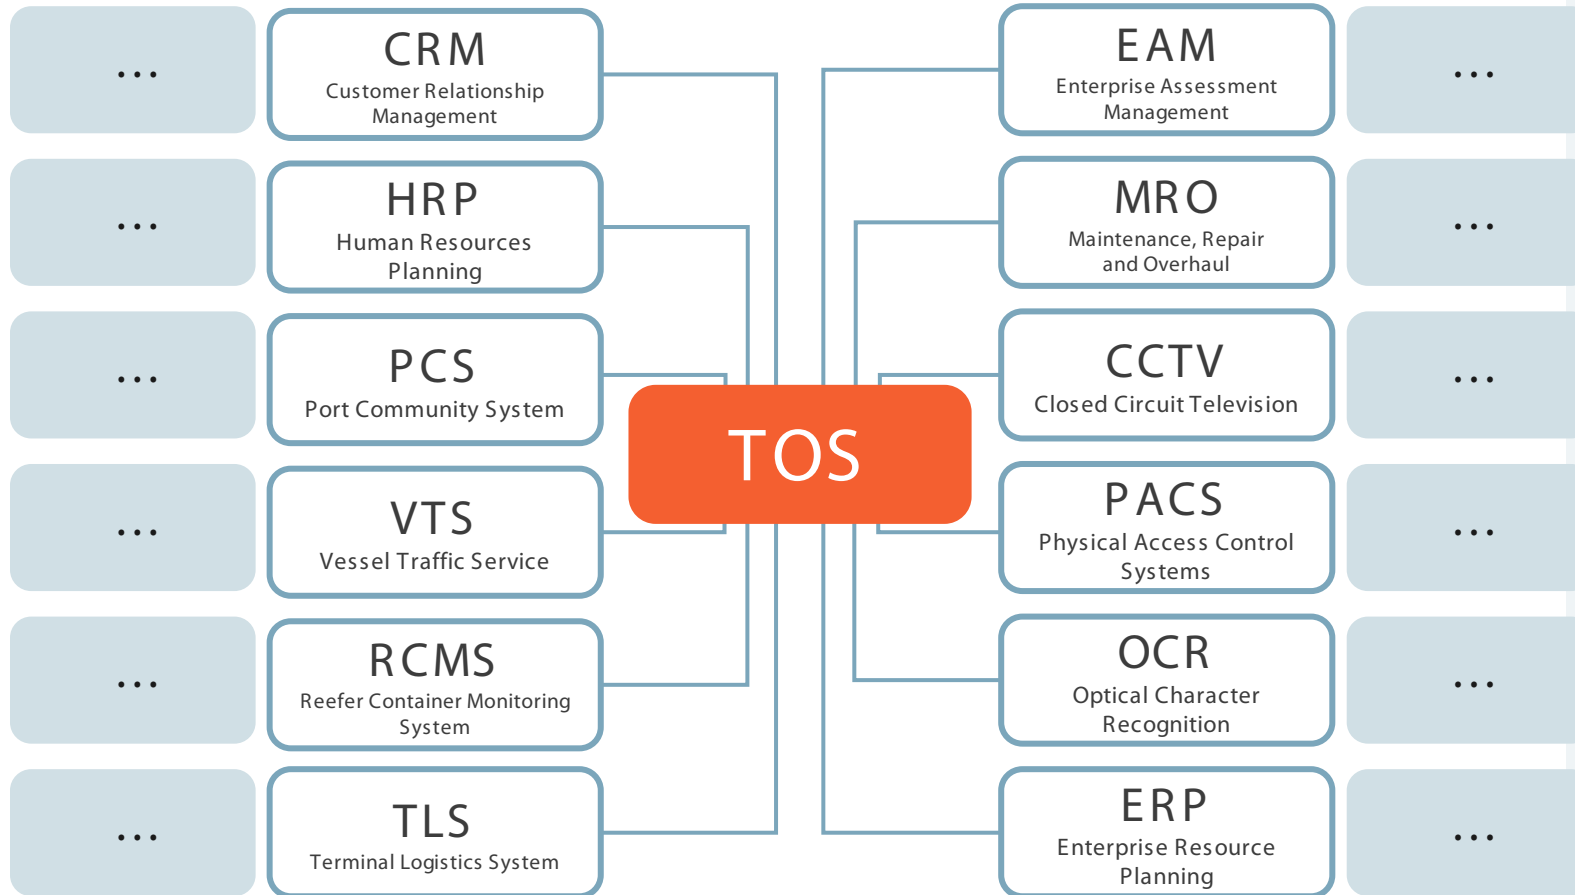 ...
CRM
Customer Relationship
Management
EAM
Enterprise Assessment
Management
...
...
HRP
Human Resources
Planning
MRO
Maintenance, Repair
and Overhaul
...
...
PCS
Port Community System
CCTV
Closed Circuit Television
...
TOS
...
VTS
Vessel Traffic Service
PACS
Physical Access Control
Systems
...
...
RCMS
Reefer Container Monitoring
System
OCR
Optical Character
Recognition
...
...
TLS
Terminal Logistics System
ERP
Enterprise Resource
Planning
...